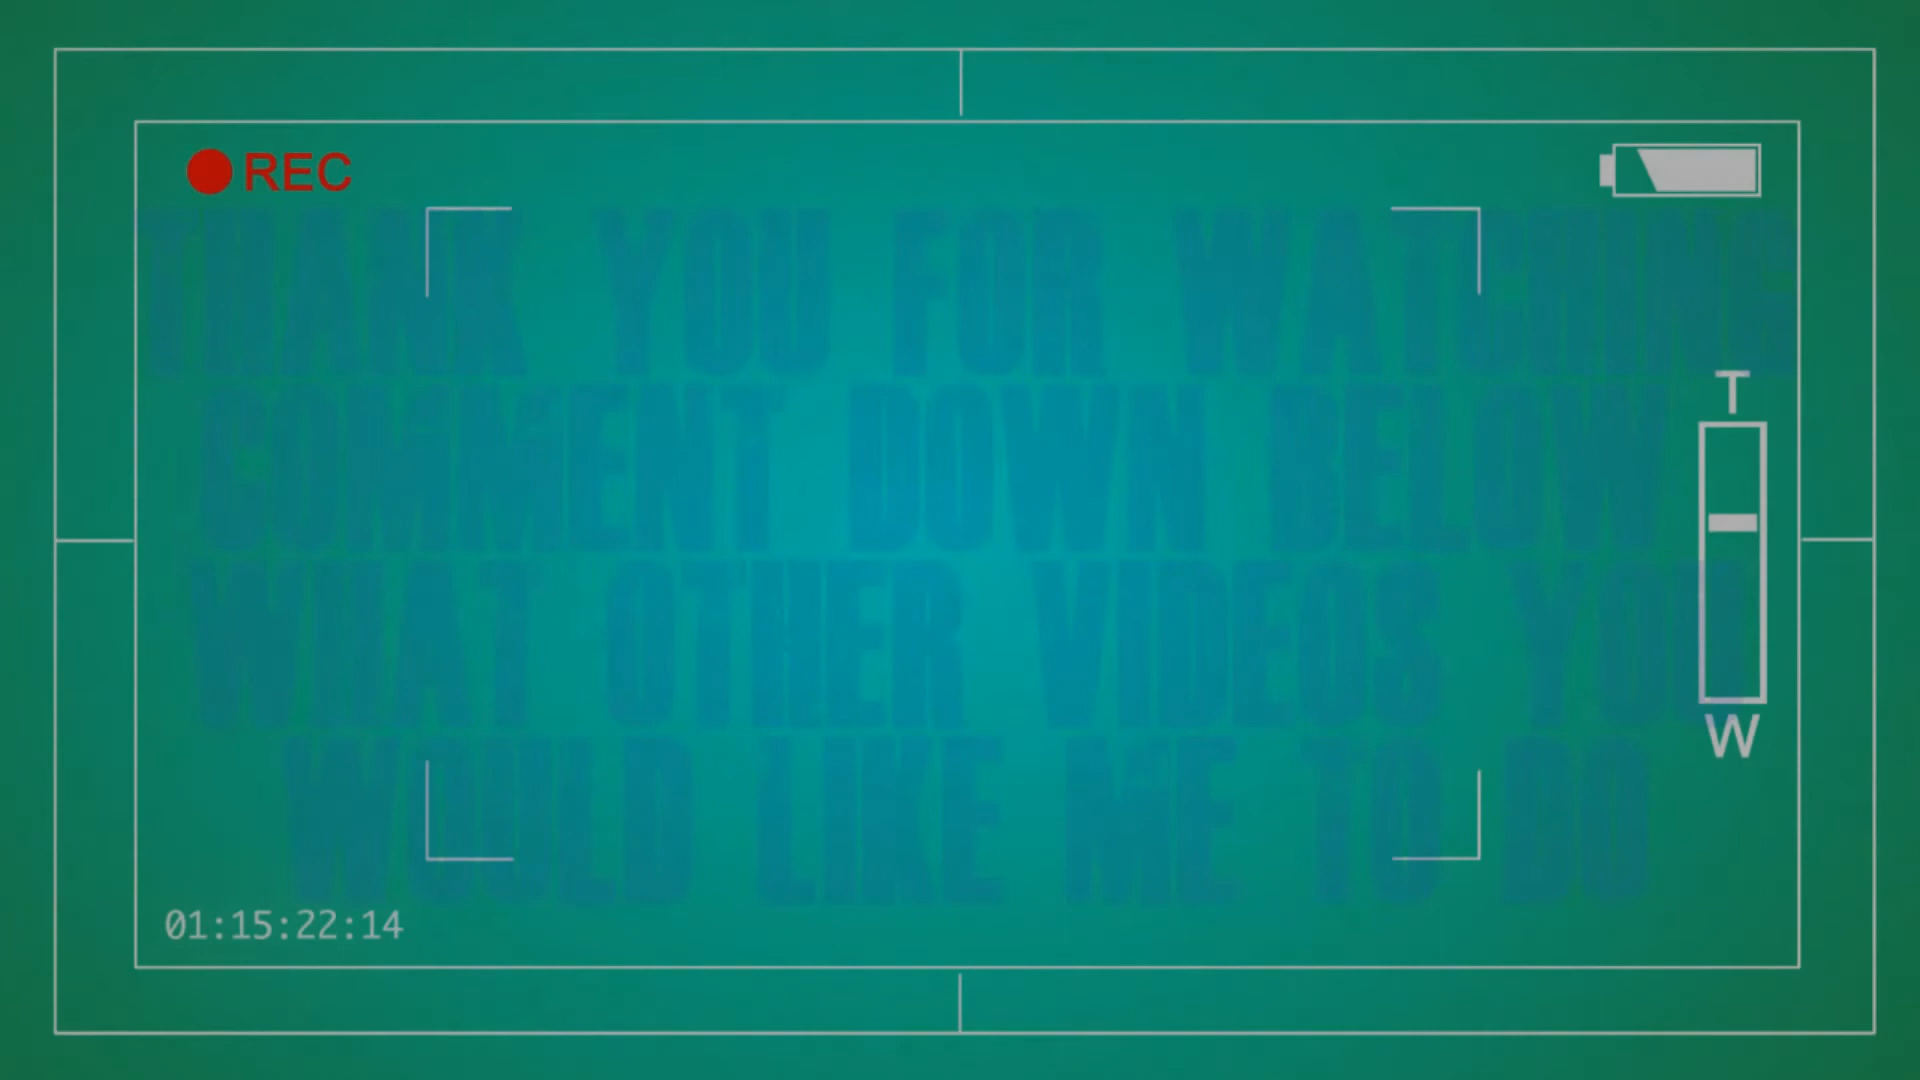 REC
THANK YOU FOR WATCHING
COMMENT DOWN BELOW
WHAT OTHER VIDEOS YOU
WOULD LIKE ME TO DO
T
W
01:15:22:14